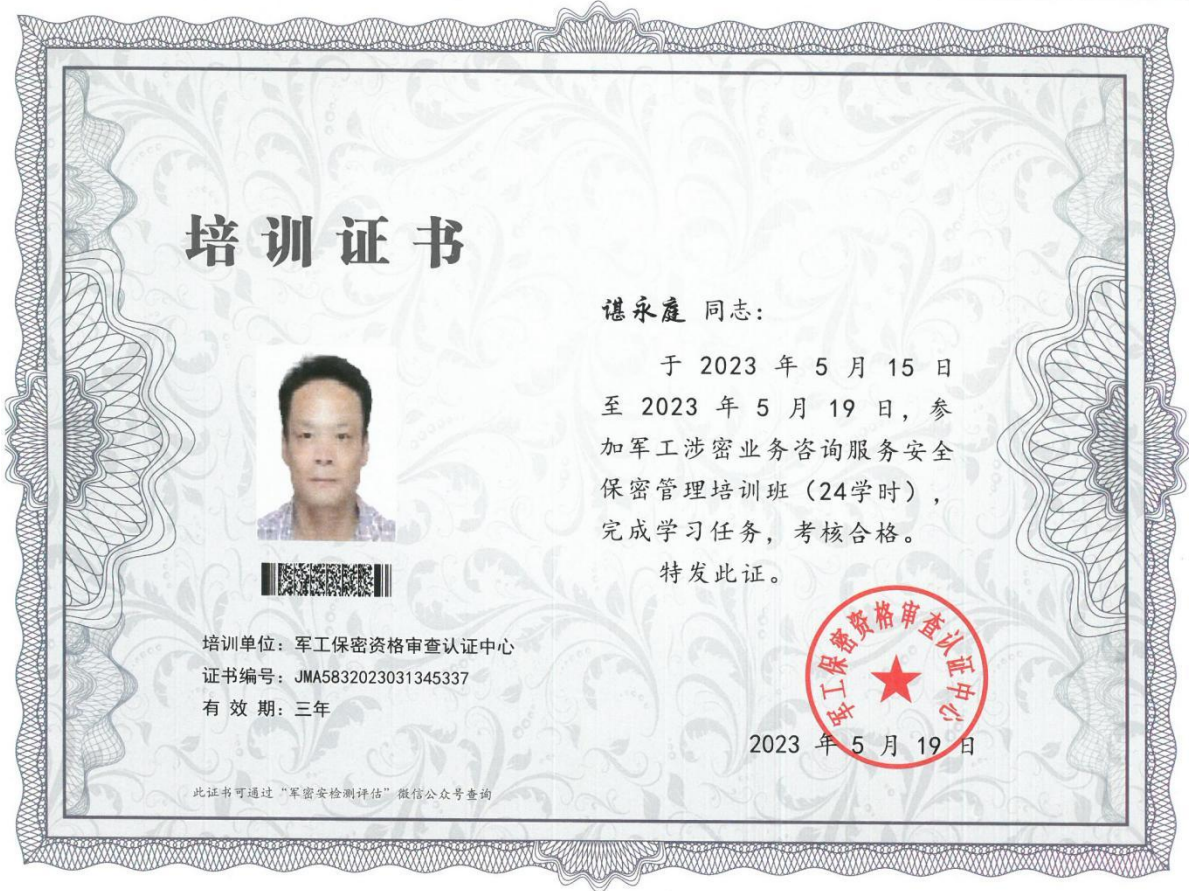 培训证书
谌永庭 同志：
于 2023 年 5 月 15 日
至 2023 年 5 月 19 日，参
加军工涉密业务咨询服务安全
保密管理培训班（24学时），
完成学习任务，考核合格。
特发此证。
培训单位：军工保密资格审查认证中心
证书编号：JMA5832023031345337
有 效 期：三年
军工保密资格审查认证中心
2023 年 5 月 19 日
此证书可通过“军密安检测评估”微信公众号查询